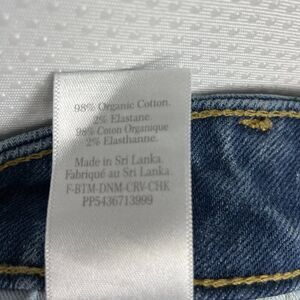 98% Organic Cotton.
2% Elastane.
98% Coton Organique
2% Elasthanne.
Made in Sri Lanka.
Fabriqué au Sri Lanka.
F-BTM-DNM-CRV-CHK
PP5436713999